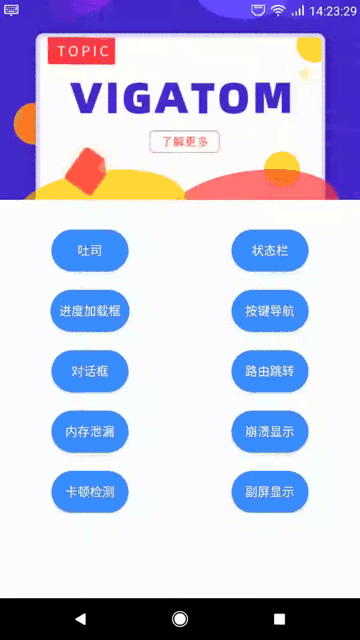 14:23:29
TOPIC
VIGATOM
了解更多
吐司
状态栏
进度加载框
按键导航
对话框
路由跳转
内存泄漏
崩溃显示
卡顿检测
副屏显示